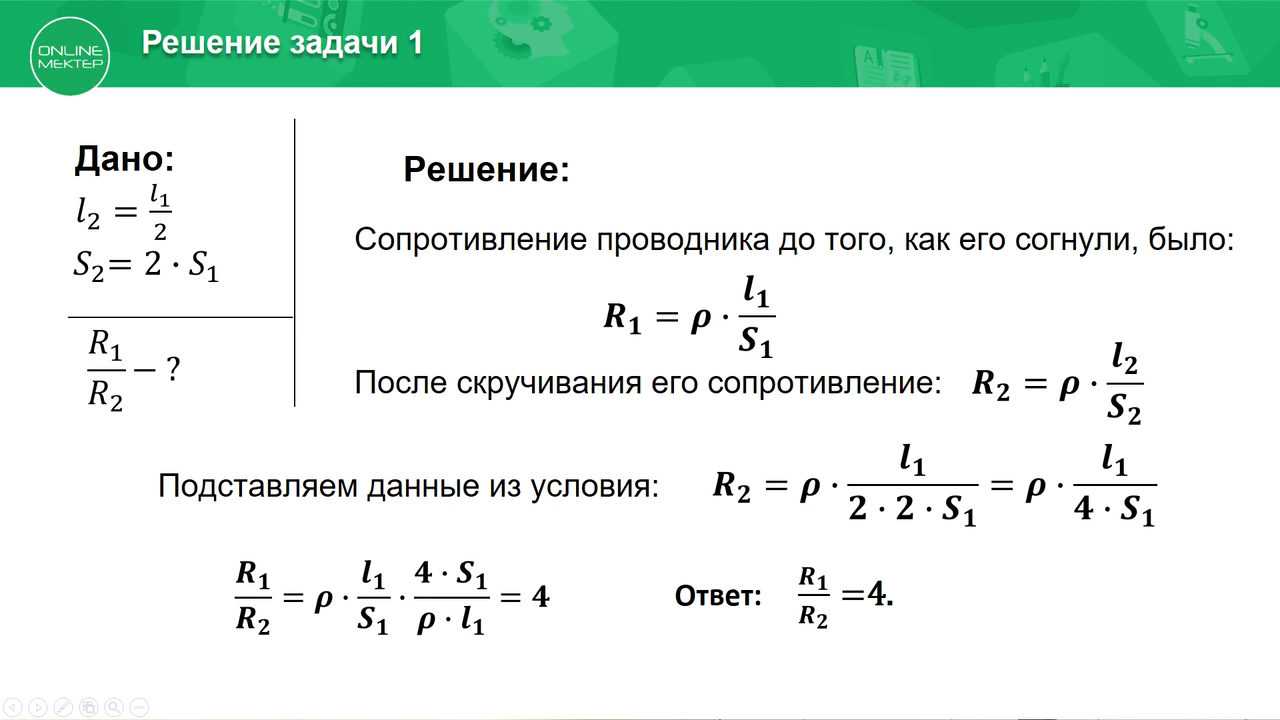 ONLINE
МЕКТЕР
Решение задачи 1
Дано:
l₂ = l₁/2
S₂= 2 · S₁
R₁/R₂ − ?
Решение:
Сопротивление проводника до того, как его согнули, было:
R₁ = ρ · l₁/S₁
После скручивания его сопротивление: R₂ = ρ · l₂/S₂
Подставляем данные из условия: R₂ = ρ · l₁/(2 · 2 · S₁) = ρ · l₁/(4 · S₁)
R₁/R₂ = ρ · l₁/S₁ · (4 · S₁)/(ρ · l₁) = 4
Ответ: R₁/R₂ =4.